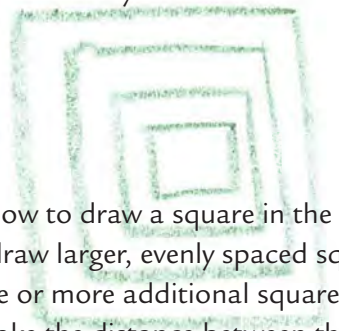 ow to draw a square in the
draw larger, evenly spaced
e or more additional square
ake the distance between th